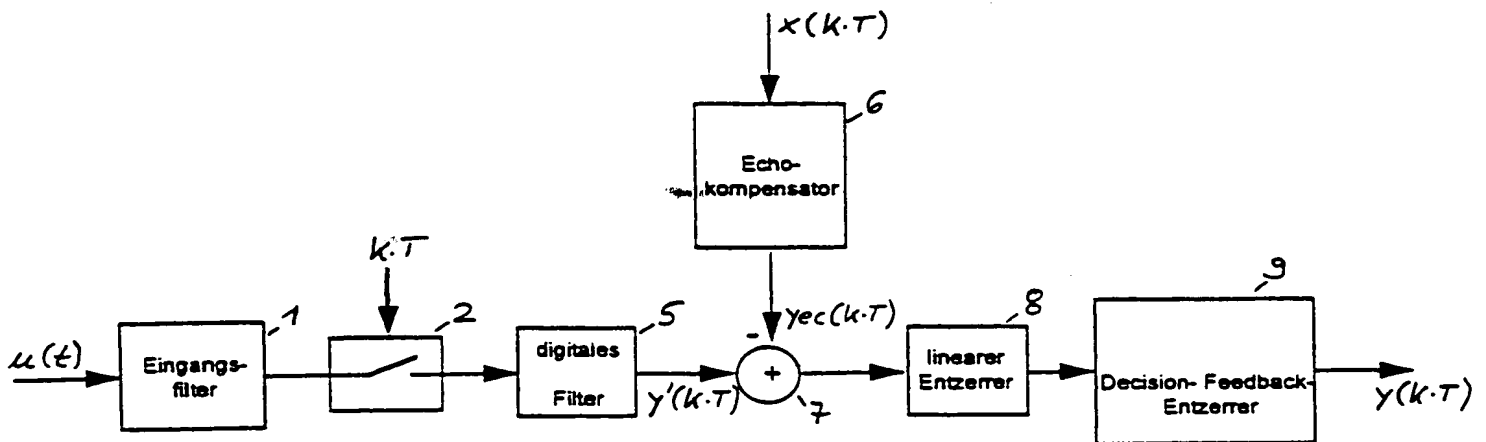 x(k·T)
6
Echo-
kompensator
k·T
yec(k·T)
1
2
5
8
9
u(t)
Eingangs-
filter
digitales
Filter
y'(k·T)
-
+
7
linearer
Entzerrer
Decision- Feedback-
Entzerrer
y(k·T)